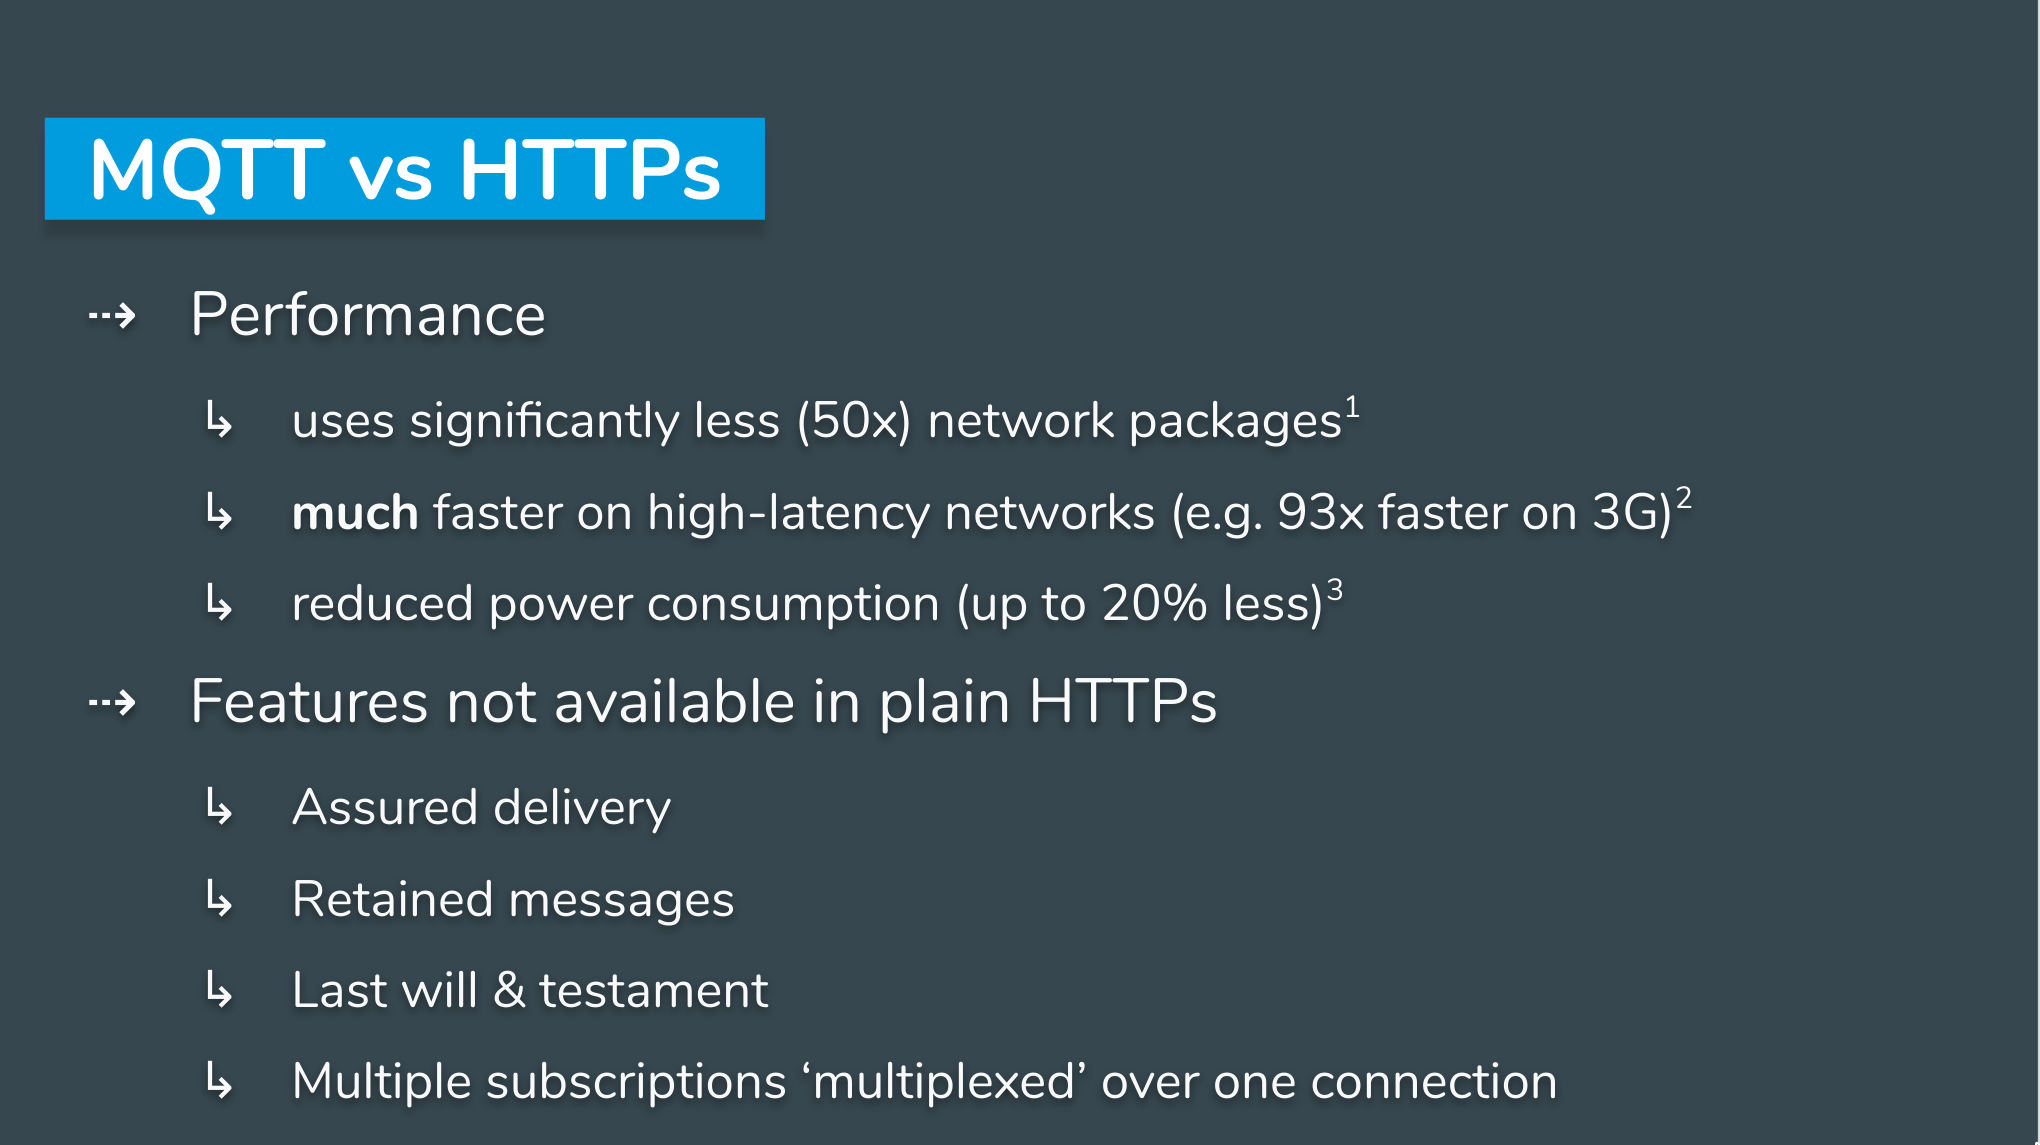 MQTT vs HTTPs
⇢ Performance
↳ uses significantly less (50x) network packages¹
↳ much faster on high-latency networks (e.g. 93x faster on 3G)²
↳ reduced power consumption (up to 20% less)³
⇢ Features not available in plain HTTPs
↳ Assured delivery
↳ Retained messages
↳ Last will & testament
↳ Multiple subscriptions ‘multiplexed’ over one connection